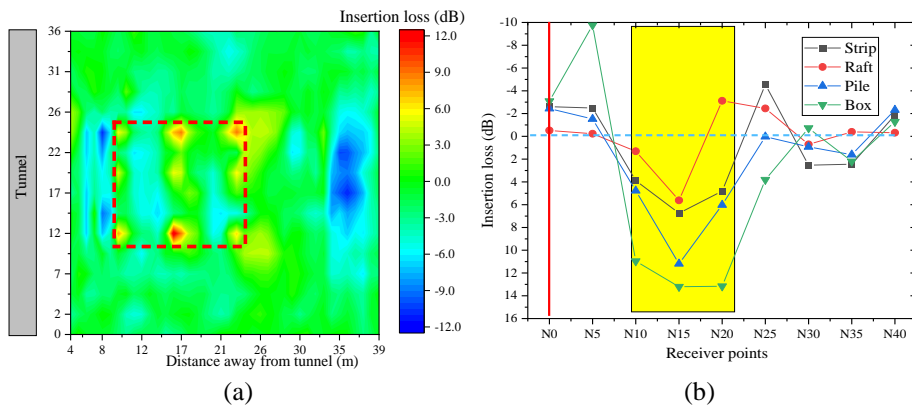 Insertion loss (dB)
36
31
26
22
17
12
7
2
0
4
8
12
17
22
26
31
35
39
Distance away from tunnel (m)
Tunnel
12.0
9.0
6.0
3.0
0.0
-3.0
-6.0
-9.0
-12.0
(a)
-10
-8
-6
-4
-2
0
2
4
6
8
10
12
14
16
Insertion loss (dB)
Strip
Raft
Pile
Box
N0
N5
N10
N15
N20
N25
N30
N35
N40
Receiver points
(b)